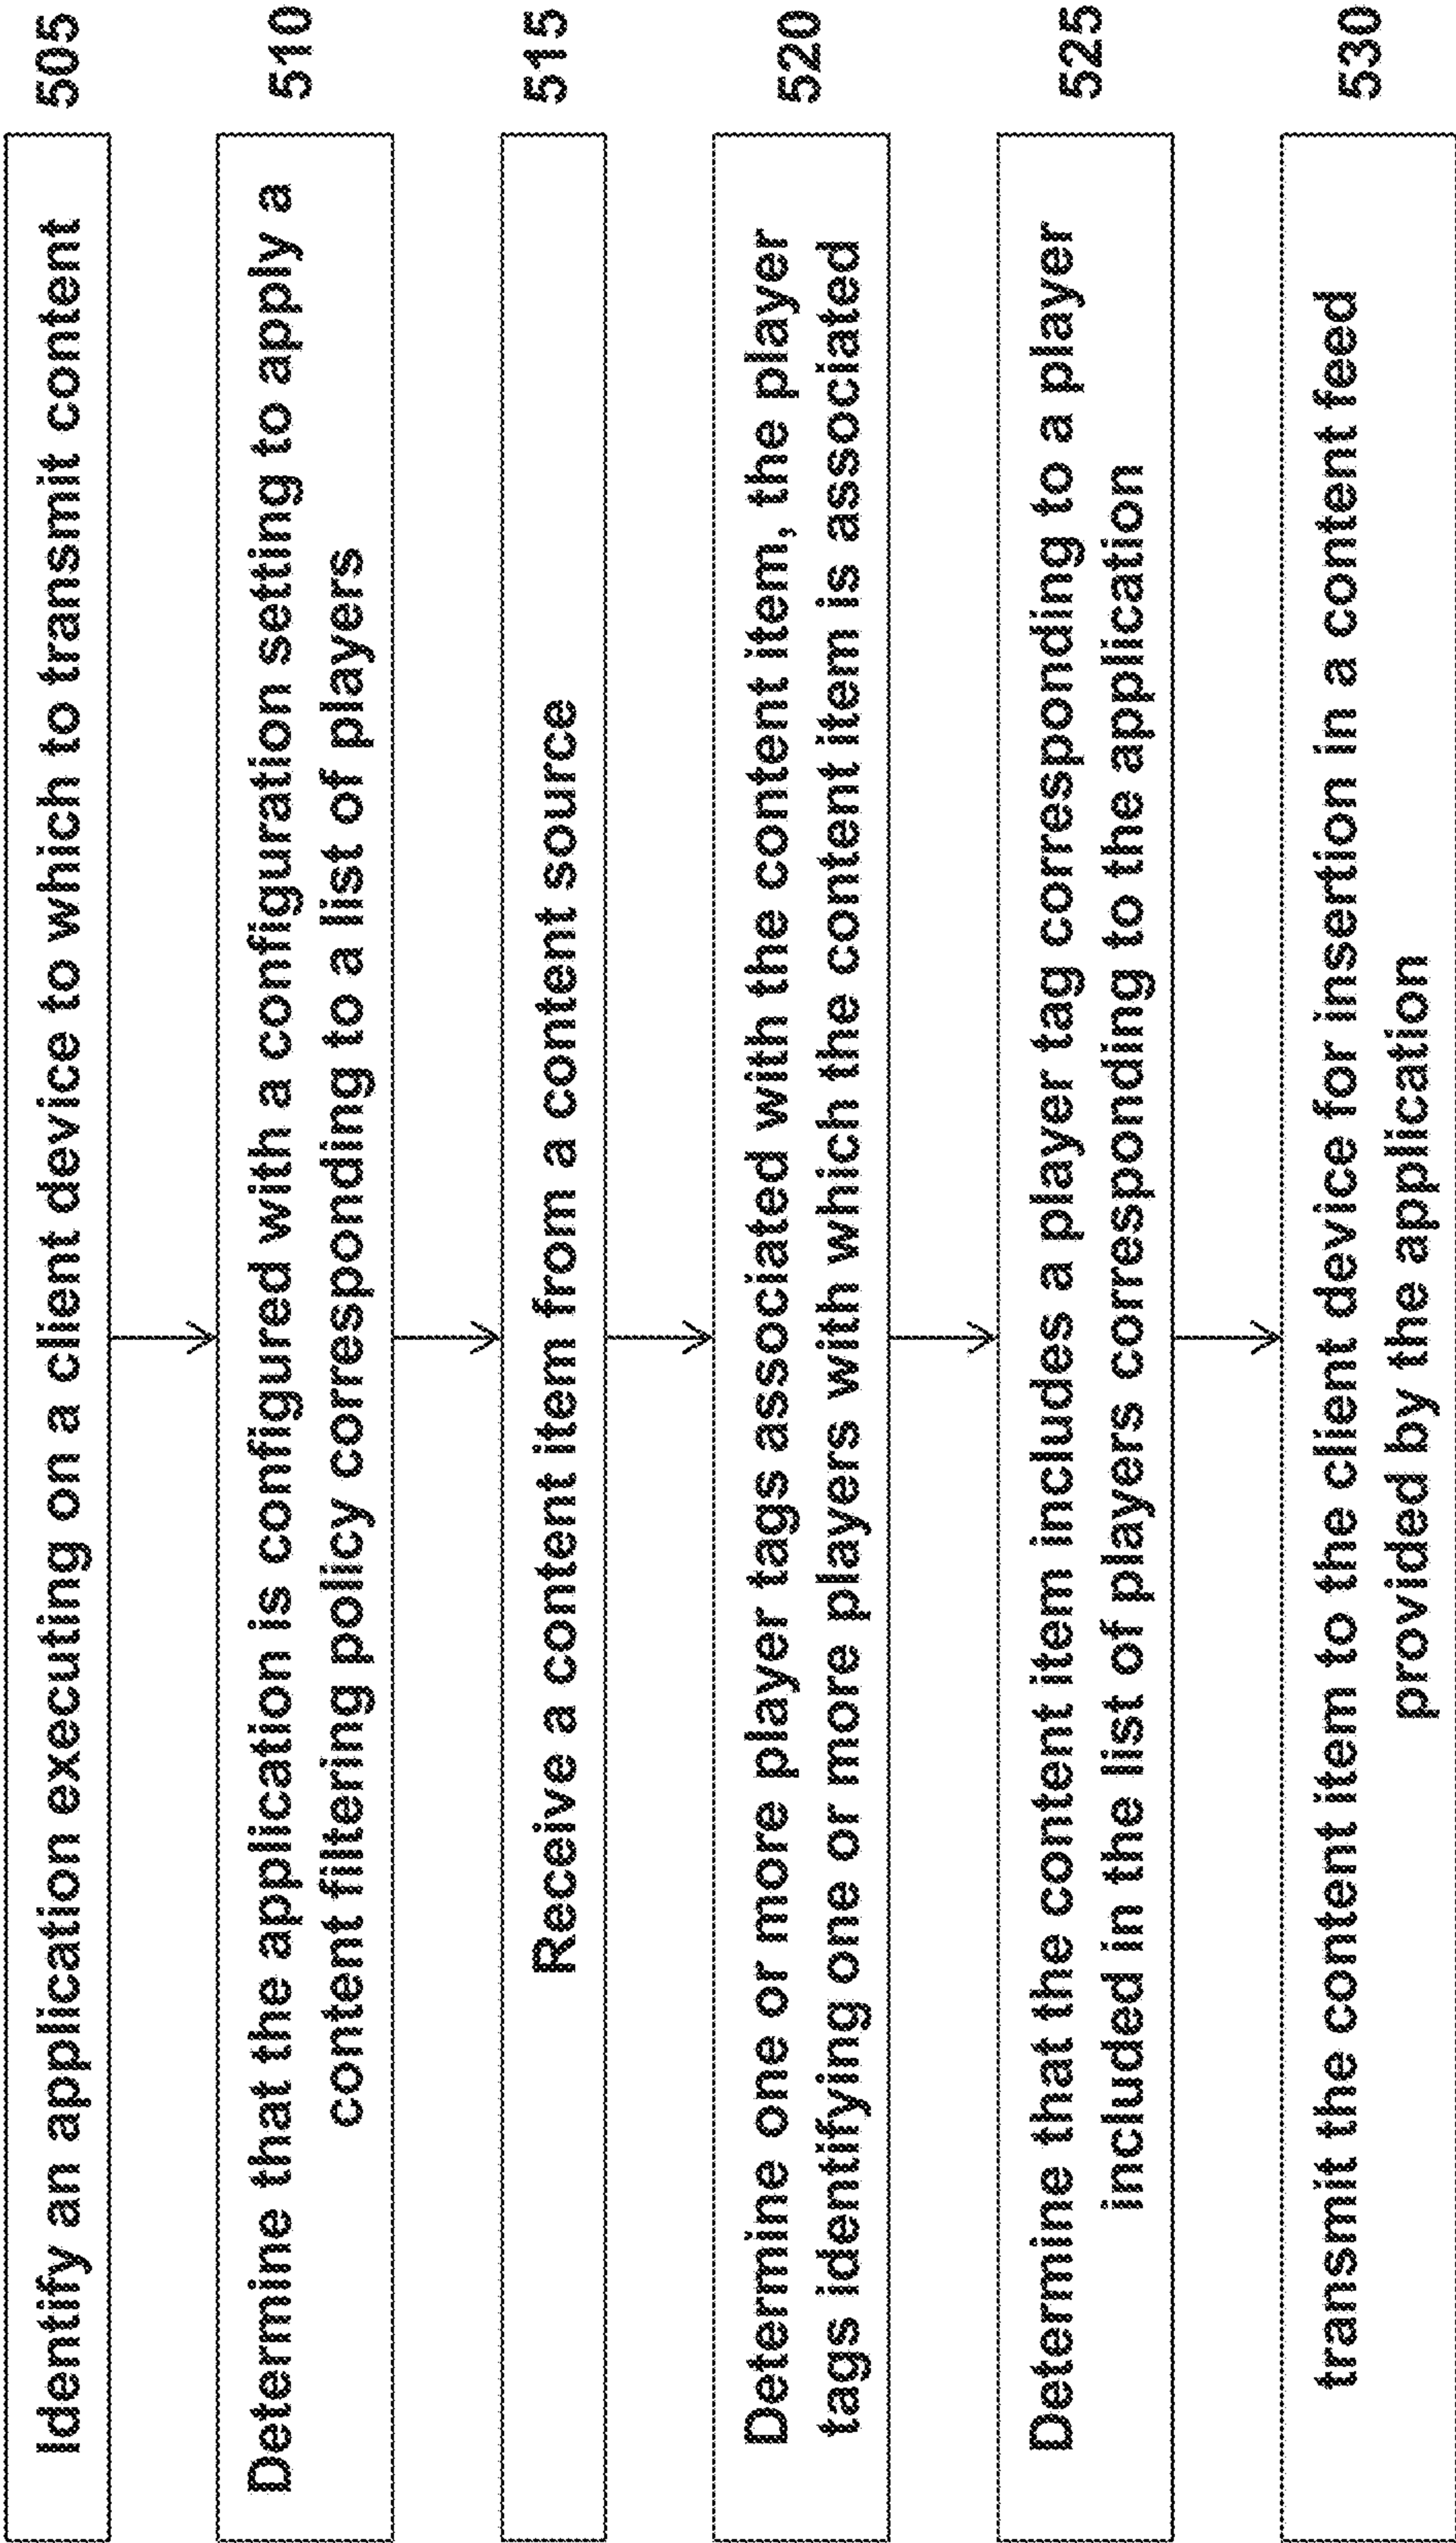 Identify an application executing on a client device to which to transmit content
505
Determine that the application is configured with a configuration setting to apply a
content filtering policy corresponding to a list of players
510
Receive a content item from a content source
515
Determine one or more player tags associated with the content item, the player
tags identifying one or more players with which the content item is associated
520
Determine that the content item includes a player tag corresponding to a player
included in the list of players corresponding to the application
525
transmit the content item to the client device for insertion in a content feed
provided by the application
530